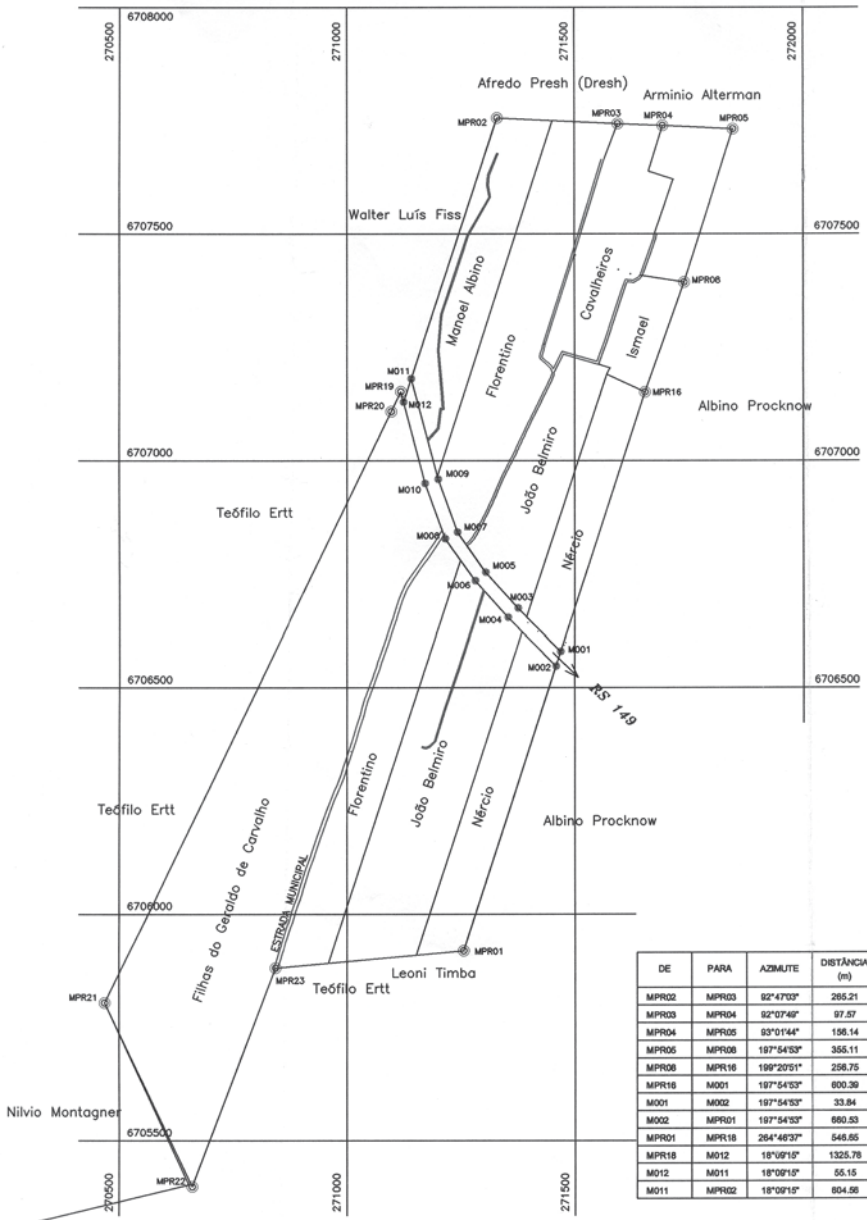 6708000
270500
271000
271500
272000
Afredo Presh (Dresh)
Arminio Alterman
MPR02
MPR03
MPR04
MPR05
Walter Luís Fiss
6707500
6707500
Manoel Albino
Cavalheiros
MPR08
Florentino
Ismael
M011
MPR19
MPR20
M012
MPR16
Albino Procknow
6707000
6707000
M009
M010
João Belmiro
Teófilo Ertt
M007
M008
Nércio
M005
M006
M003
M004
M001
M002
6706500
6706500
RS 149
Florentino
João Belmiro
Nércio
Teófilo Ertt
Albino Procknow
Filhas do Geraldo de Carvalho
ESTRADA MUNICIPAL
6706000
MPR01
MPR23
Leoni Timba
Teófilo Ertt
MPR21
Nilvio Montagner
6705500
MPR22
270500
271000
271500
DE PARA AZIMUTE DISTÂNCIA (m)
MPR02 MPR03 92°47'03" 265.21
MPR03 MPR04 92°07'49" 97.57
MPR04 MPR05 93°01'44" 156.14
MPR05 MPR08 197°54'53" 355.11
MPR08 MPR16 199°20'51" 256.75
MPR16 M001 197°54'53" 600.39
M001 M002 197°54'53" 33.84
M002 MPR01 197°54'53" 660.53
MPR01 MPR18 264°46'37" 546.65
MPR18 M012 18°09'15" 1325.78
M012 M011 18°09'15" 55.15
M011 MPR02 18°09'15" 604.56